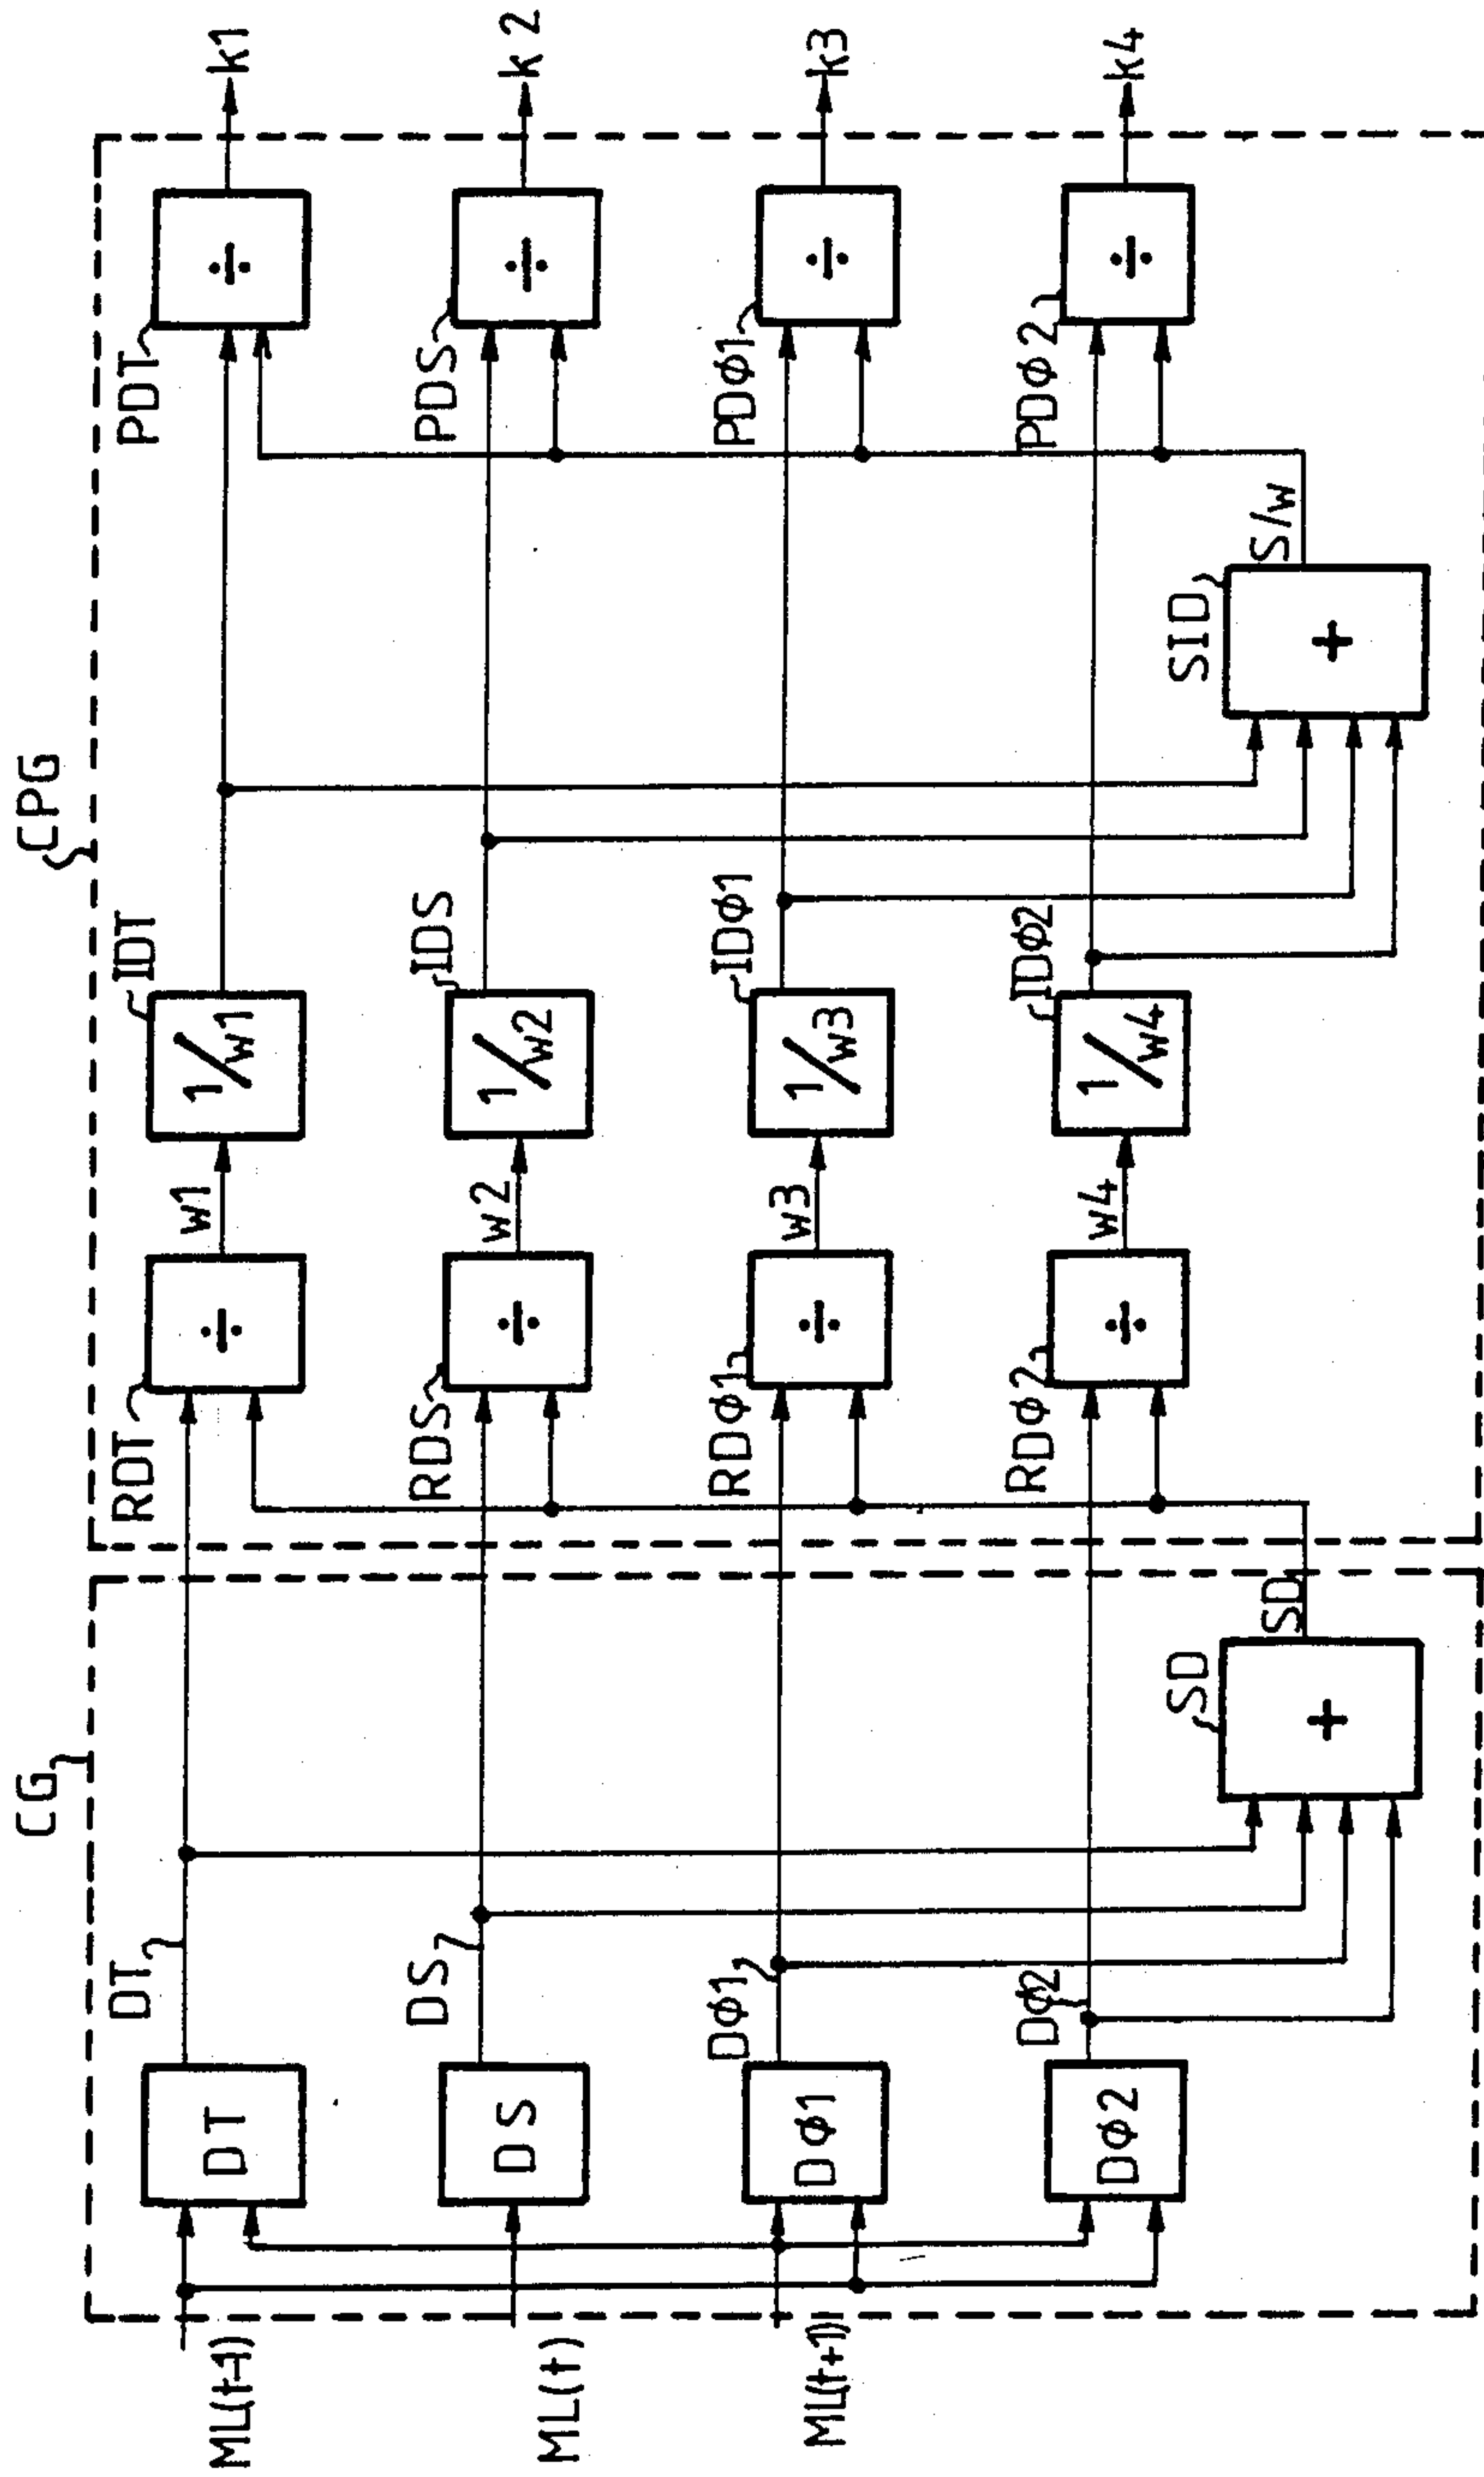 CG
CPG
ML(t-1)
ML(t)
ML(t+1)
DT
DS
Dφ1
Dφ2
DT
DS
Dφ1
Dφ2
SD
+
SD
RDT
÷
RDS
÷
RDφ1
÷
RDφ2
÷
w1
w2
w3
w4
IDT
1/w1
IDS
1/w2
IDφ1
1/w3
IDφ2
1/w4
SID
+
S/w
PDT
÷
PDS
÷
PDφ1
÷
PDφ2
÷
k1
k2
k3
k4